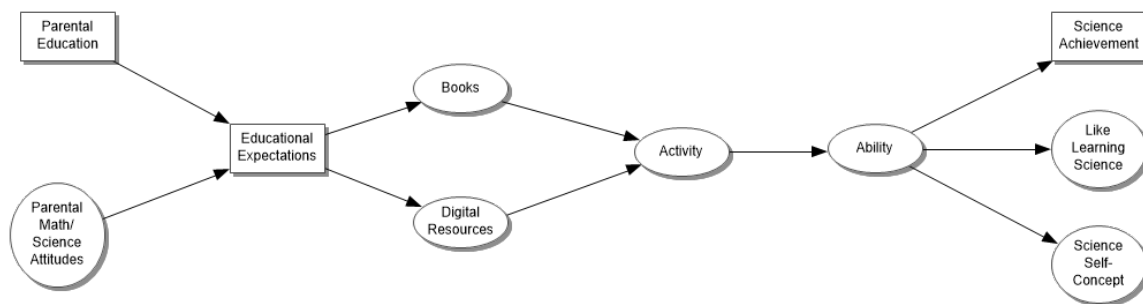 Parental
Education
Parental
Math/
Science
Attitudes
Educational
Expectations
Books
Digital
Resources
Activity
Ability
Science
Achievement
Like
Learning
Science
Science
Self-
Concept